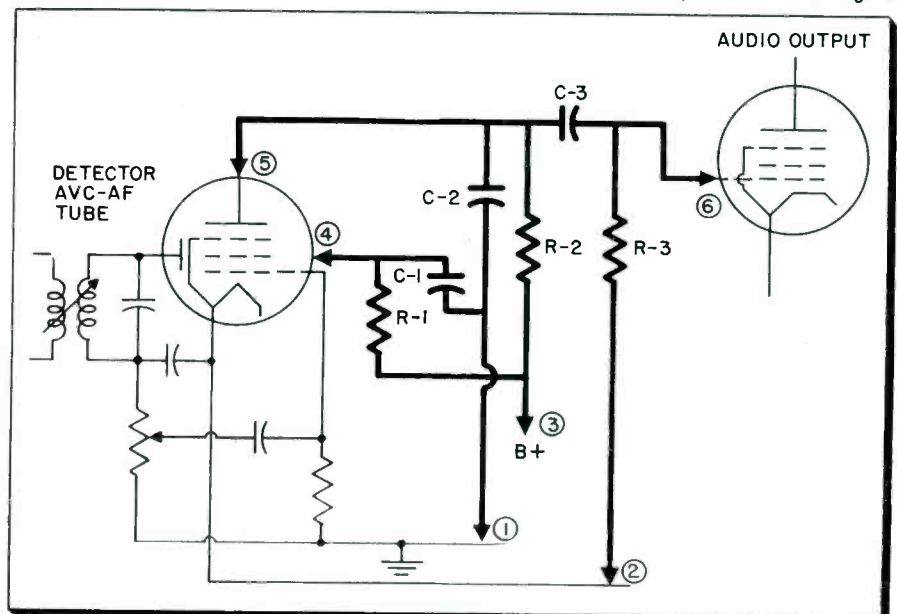 AUDIO OUTPUT
C-3
DETECTOR
AVC-AF
TUBE
⑤
④
C-2
⑥
R-2
R-3
C-1
R-1
③
B+
①
②